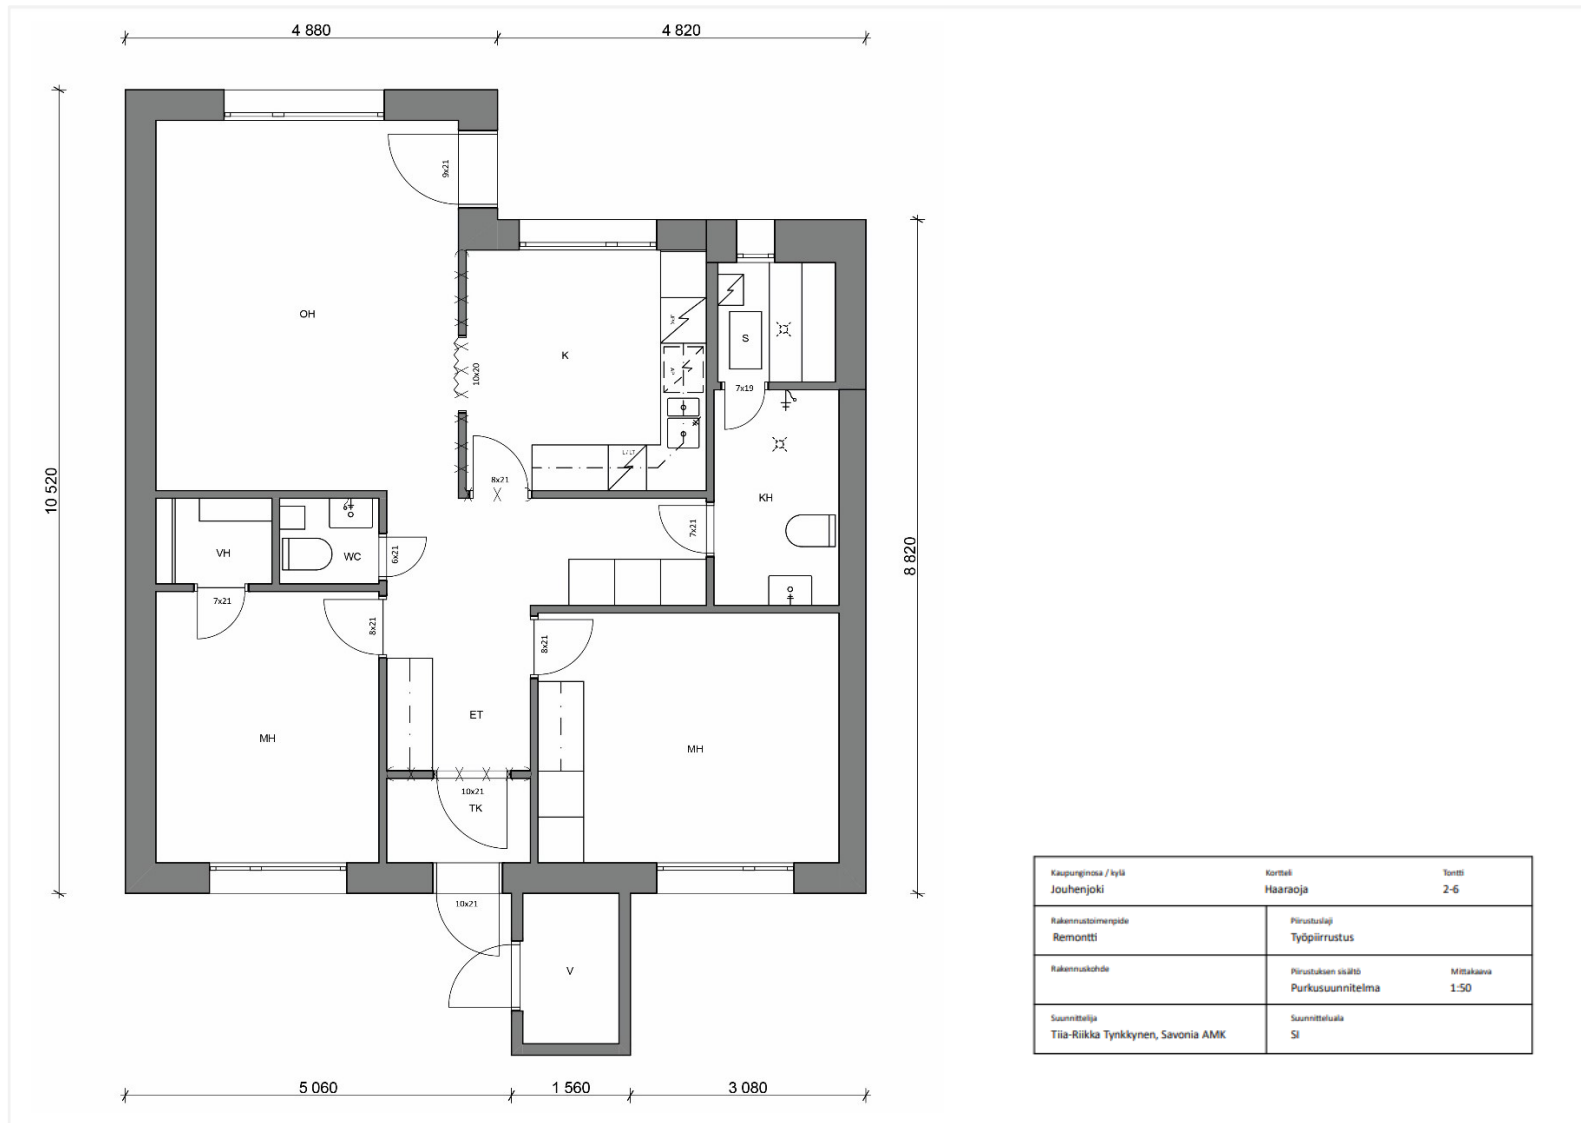 4 880
4 820
10 520
8 820
9x21
OH
K
10x20
S
7x19
L/LT
8x21
KH
7x21
VH
WC
6x21
7x21
8x21
8x21
ET
MH
MH
10x21
TK
10x21
V
5 060
1 560
3 080
Kaupunginosa / kylä
Jouhenjoki
Kortteli
Haaraoja
Tontti
2-6
Rakennustoimenpide
Remontti
Piirustuslaji
Työpiirrustus
Rakennuskohde
Piirustuksen sisältö
Purkusuunnitelma
Mittakaava
1:50
Suunnittelija
Tiia-Riikka Tynkkynen, Savonia AMK
Suunnitteluala
SI